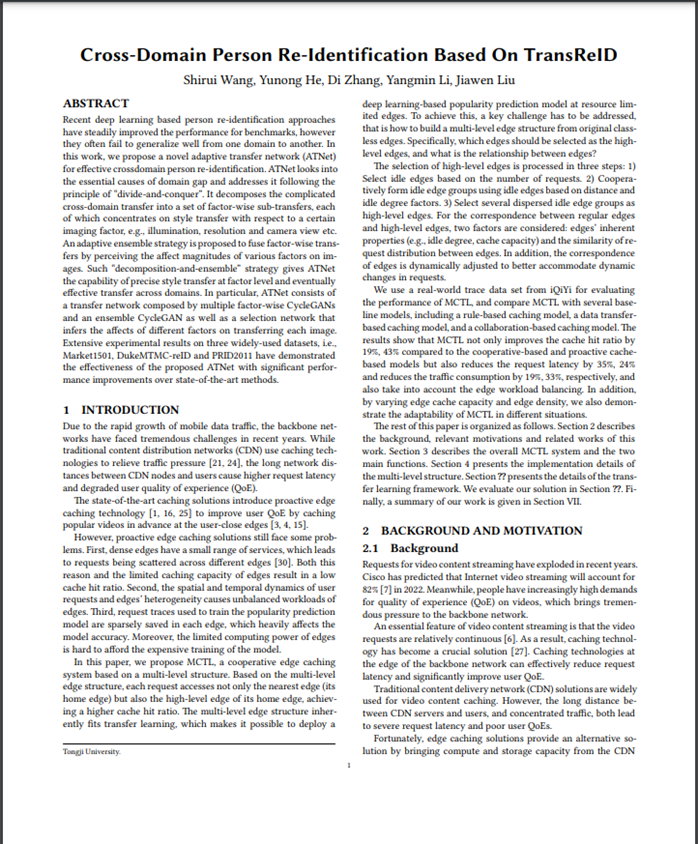 Cross-Domain Person Re-Identification Based On TransReID
Shirui Wang, Yunong He, Di Zhang, Yangmin Li, Jiawen Liu
ABSTRACT
Recent deep learning based person re-identification approaches
have steadily improved the performance for benchmarks, however
they often fail to generalize well from one domain to another. In
this work, we propose a novel adaptive transfer network (ATNet)
for effective crossdomain person re-identification. ATNet looks into
the essential causes of domain gap and addresses it following the
principle of "divide-and-conquer". It decomposes the complicated
cross-domain transfer into a set of factor-wise sub-transfers, each
of which concentrates on style transfer with respect to a certain
imaging factor, e.g., illumination, resolution and camera view etc.
An adaptive ensemble strategy is proposed to fuse factor-wise trans-
fers by perceiving the affect magnitudes of various factors on im-
ages. Such "decomposition-and-ensemble" strategy gives ATNet
the capability of precise style transfer at factor level and eventually
effective transfer across domains. In particular, ATNet consists of
a transfer network composed by multiple factor-wise CycleGANs
and an ensemble CycleGAN as well as a selection network that
infers the affects of different factors on transferring each image.
Extensive experimental results on three widely-used datasets, i.e.,
Market1501, DukeMTMC-reID and PRID2011 have demonstrated
the effectiveness of the proposed ATNet with significant perfor-
mance improvements over state-of-the-art methods.
1 INTRODUCTION
Due to the rapid growth of mobile data traffic, the backbone net-
works have faced tremendous challenges in recent years. While
traditional content distribution networks (CDN) use caching tech-
nologies to relieve traffic pressure [21, 24], the long network dis-
tances between CDN nodes and users cause higher request latency
and degraded user quality of experience (QoE).
The state-of-the-art caching solutions introduce proactive edge
caching technology [1, 16, 25] to improve user QoE by caching
popular videos in advance at the user-close edges [3, 4, 15].
However, proactive edge caching solutions still face some prob-
lems. First, dense edges have a small range of services, which leads
to requests being scattered across different edges [30]. Both this
reason and the limited caching capacity of edges result in a low
cache hit ratio. Second, the spatial and temporal dynamics of user
requests and edges' heterogeneity causes unbalanced workloads of
edges. Third, request traces used to train the popularity prediction
model are sparsely saved in each edge, which heavily affects the
model accuracy. Moreover, the limited computing power of edges
is hard to afford the expensive training of the model.
In this paper, we propose MCTL, a cooperative edge caching
system based on a multi-level structure. Based on the multi-level
edge structure, each request accesses not only the nearest edge (its
home edge) but also the high-level edge of its home edge, achiev-
ing a higher cache hit ratio. The multi-level edge structure inher-
ently fits transfer learning, which makes it possible to deploy a
Tongji University.
deep learning-based popularity prediction model at resource lim-
ited edges. To achieve this, a key challenge has to be addressed,
that is how to build a multi-level edge structure from original class-
less edges. Specifically, which edges should be selected as the high-
level edges, and what is the relationship between edges?
The selection of high-level edges is processed in three steps: 1)
Select idle edges based on the number of requests. 2) Coopera-
tively form idle edge groups using idle edges based on distance and
idle degree factors. 3) Select several dispersed idle edge groups as
high-level edges. For the correspondence between regular edges
and high-level edges, two factors are considered: edges' inherent
properties (e.g., idle degree, cache capacity) and the similarity of re-
quest distribution between edges. In addition, the correspondence
of edges is dynamically adjusted to better accommodate dynamic
changes in requests.
We use a real-world trace data set from iQiYi for evaluating
the performance of MCTL, and compare MCTL with several base-
line models, including a rule-based caching model, a data transfer-
based caching model, and a collaboration-based caching model. The
results show that MCTL not only improves the cache hit ratio by
19%, 43% compared to the cooperative-based and proactive cache-
based models but also reduces the request latency by 35%, 24%
and reduces the traffic consumption by 19%, 33%, respectively, and
also take into account the edge workload balancing. In addition,
by varying edge cache capacity and edge density, we also demon-
strate the adaptability of MCTL in different situations.
The rest of this paper is organized as follows. Section 2 describes
the background, relevant motivations and related works of this
work. Section 3 describes the overall MCTL system and the two
main functions. Section 4 presents the implementation details of
the multi-level structure. Section ?? presents the details of the trans-
fer learning framework. We evaluate our solution in Section ??. Fi-
nally, a summary of our work is given in Section VII.
2 BACKGROUND AND MOTIVATION
2.1 Background
Requests for video content streaming have exploded in recent years.
Cisco has predicted that Internet video streaming will account for
82% [7] in 2022. Meanwhile, people have increasingly high demands
for quality of experience (QoE) on videos, which brings tremen-
dous pressure to the backbone network.
An essential feature of video content streaming is that the video
requests are relatively continuous [6]. As a result, caching technol-
ogy has become a crucial solution [27]. Caching technologies at
the edge of the backbone network can effectively reduce request
latency and significantly improve user QoE.
Traditional content delivery network (CDN) solutions are widely
used for video content caching. However, the long distance be-
tween CDN servers and users, and concentrated traffic, both lead
to severe request latency and poor user QoEs.
Fortunately, edge caching solutions provide an alternative so-
lution by bringing compute and storage capacity from the CDN
1